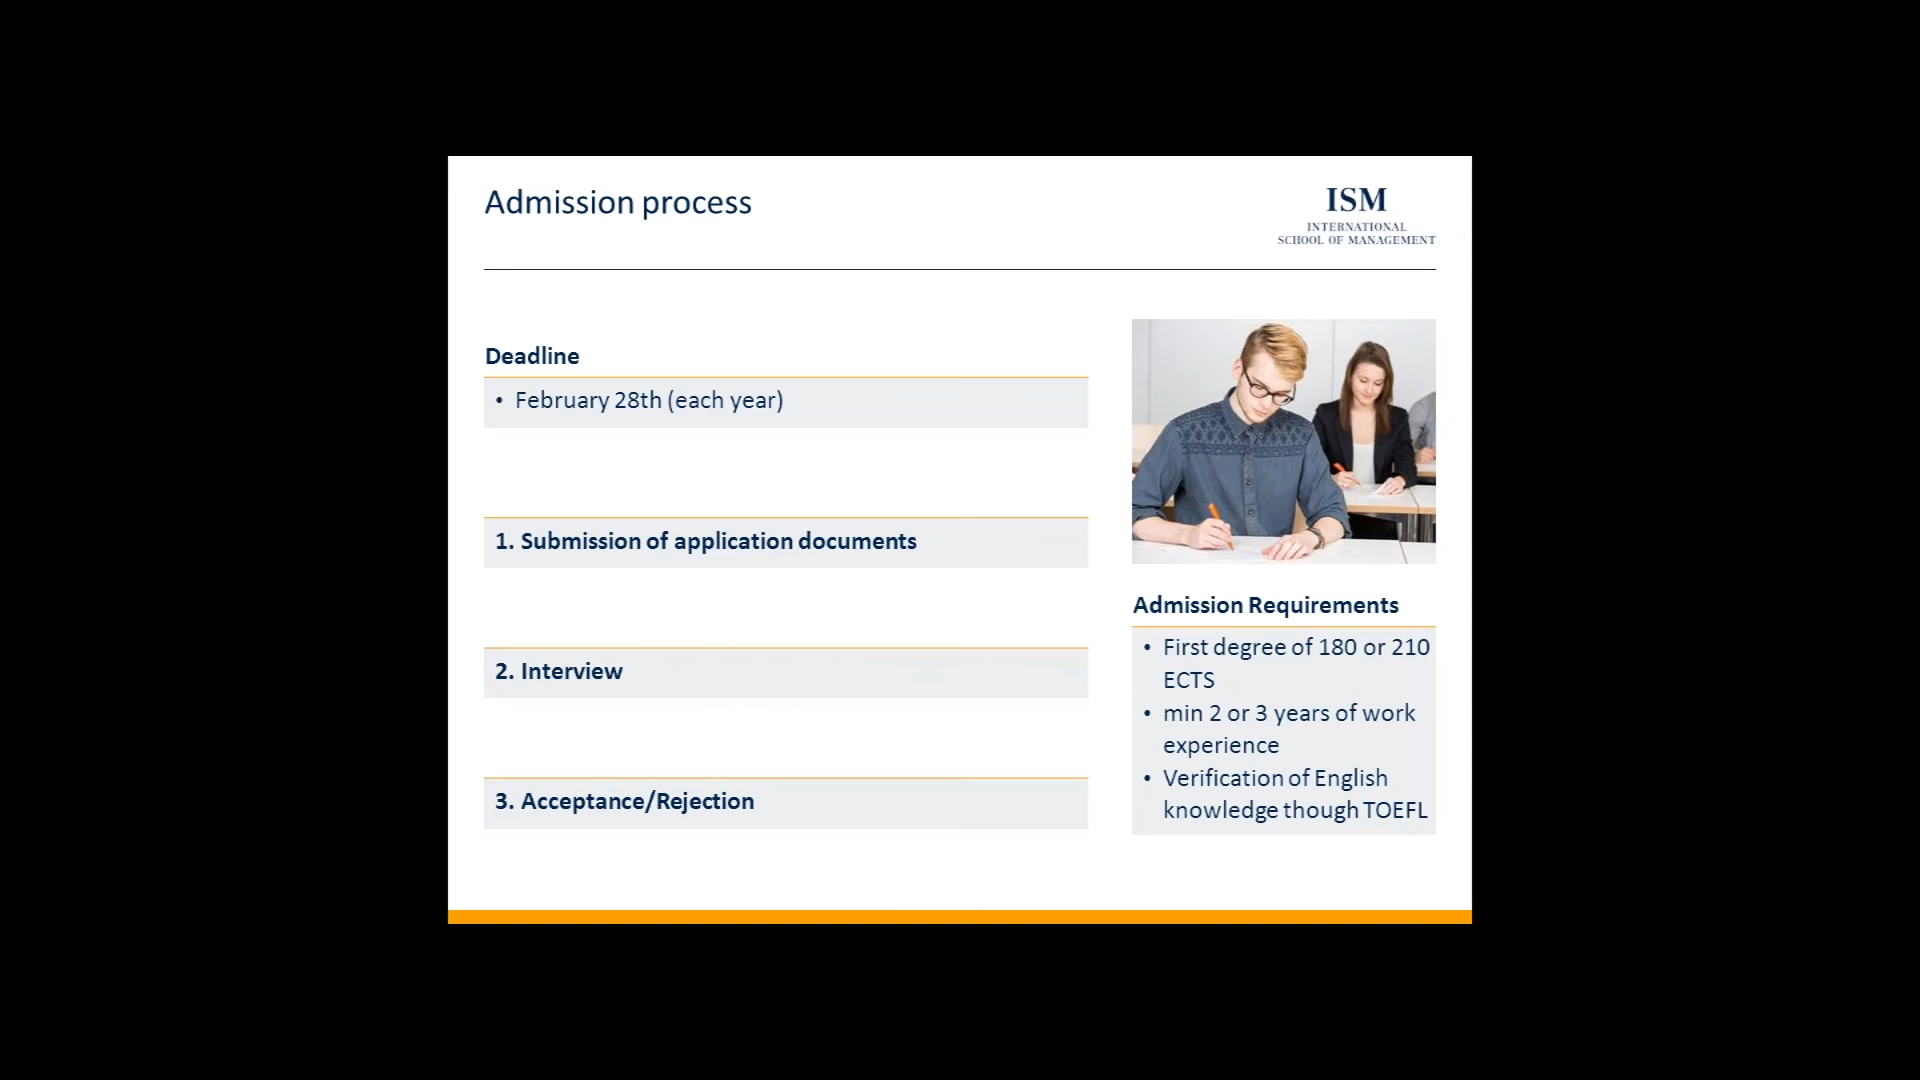 Admission process
ISM
INTERNATIONAL
SCHOOL OF MANAGEMENT
Deadline
• February 28th (each year)
1. Submission of application documents
2. Interview
3. Acceptance/Rejection
Admission Requirements
• First degree of 180 or 210
ECTS
• min 2 or 3 years of work
experience
• Verification of English
knowledge though TOEFL